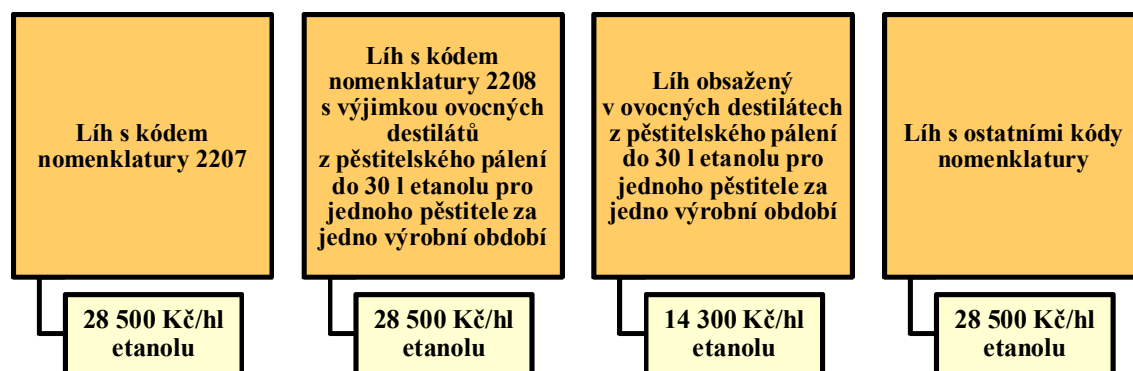 Líh s kódem
nomenklatury 2207
28 500 Kč/hl
etanolu
Líh s kódem
nomenklatury 2208
s výjimkou ovocných
destilátů
z pěstitelského pálení
do 30 l etanolu pro
jednoho pěstitele za
jedno výrobní období
28 500 Kč/hl
etanolu
Líh obsažený
v ovocných destilátech
z pěstitelského pálení
do 30 l etanolu pro
jednoho pěstitele za
jedno výrobní období
14 300 Kč/hl
etanolu
Líh s ostatními kódy
nomenklatury
28 500 Kč/hl
etanolu